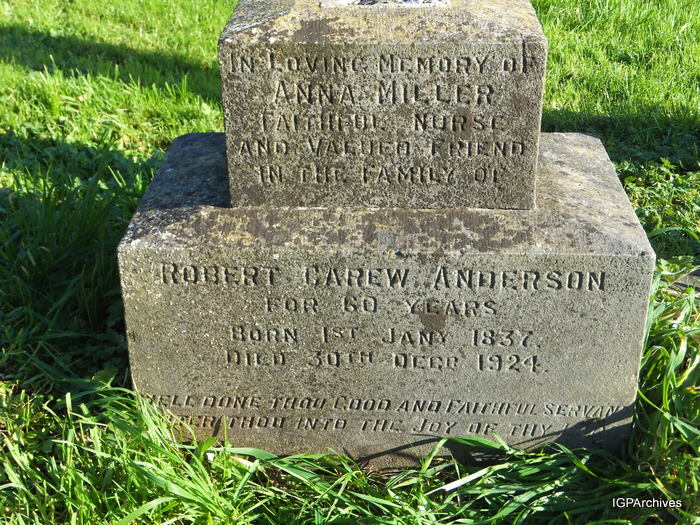 In Loving Memory of
Anna Miller
Faithful Nurse
and Valued Friend
in the Family of
Robert Carew Anderson
for 60 Years
Born 1st Jany 1837.
Died 30th Decr 1924.
Well done thou Good and Faithful Servan
thou into the Joy of thy
IGPArchives